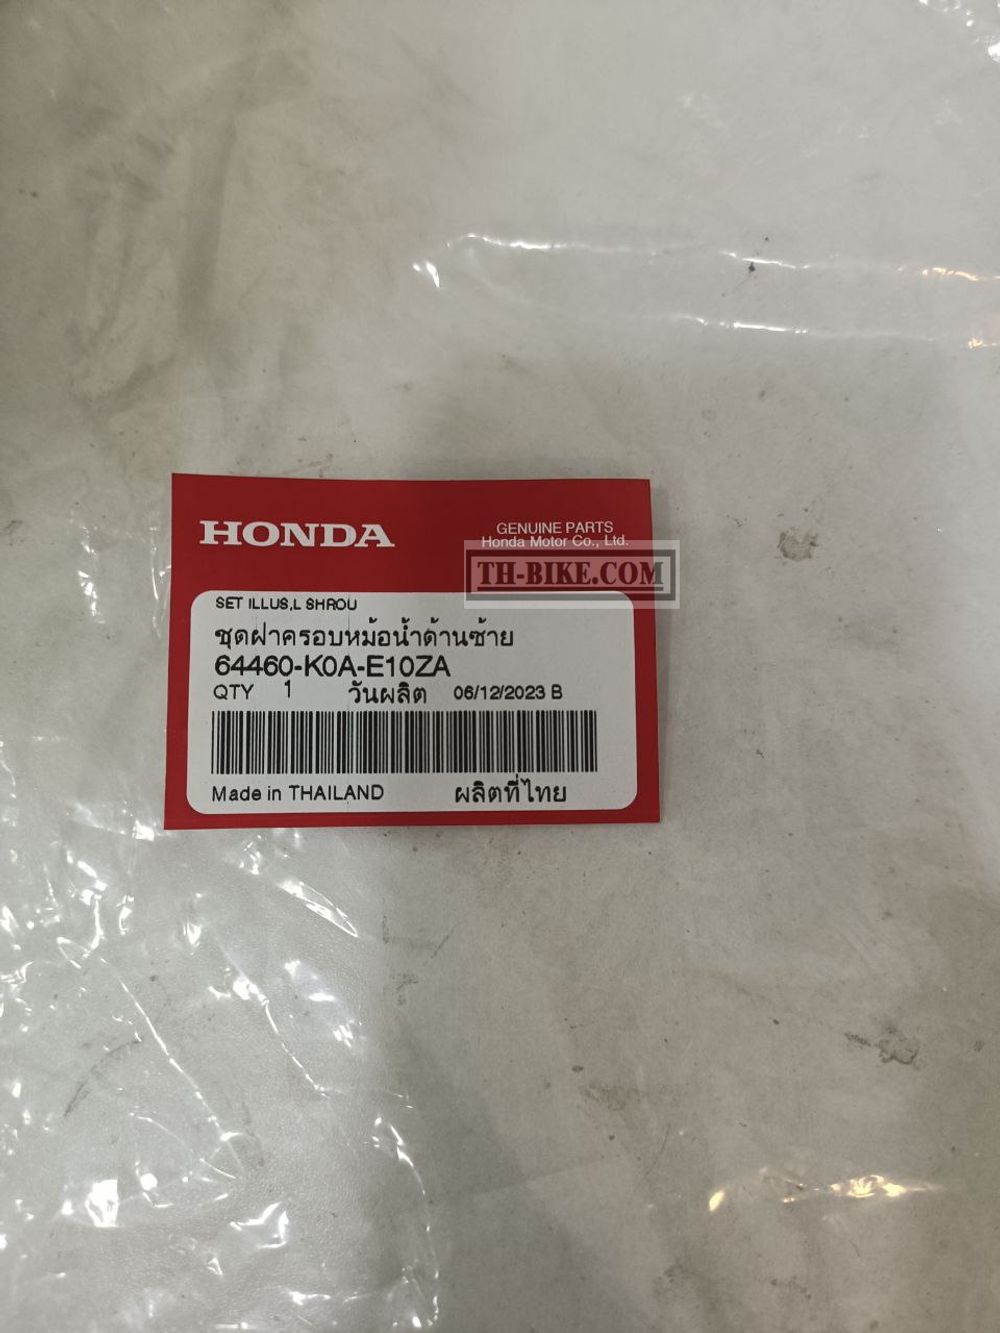 HONDA
GENUINE PARTS
Honda Motor Co., Ltd.
TH-BIKE.COM
SET ILLUS,L SHROU
ชุดฝาครอบหม้อน้ำด้านซ้าย
64460-K0A-E10ZA
QTY 1 วันผลิต 06/12/2023 B
Made in THAILAND ผลิตที่ไทย